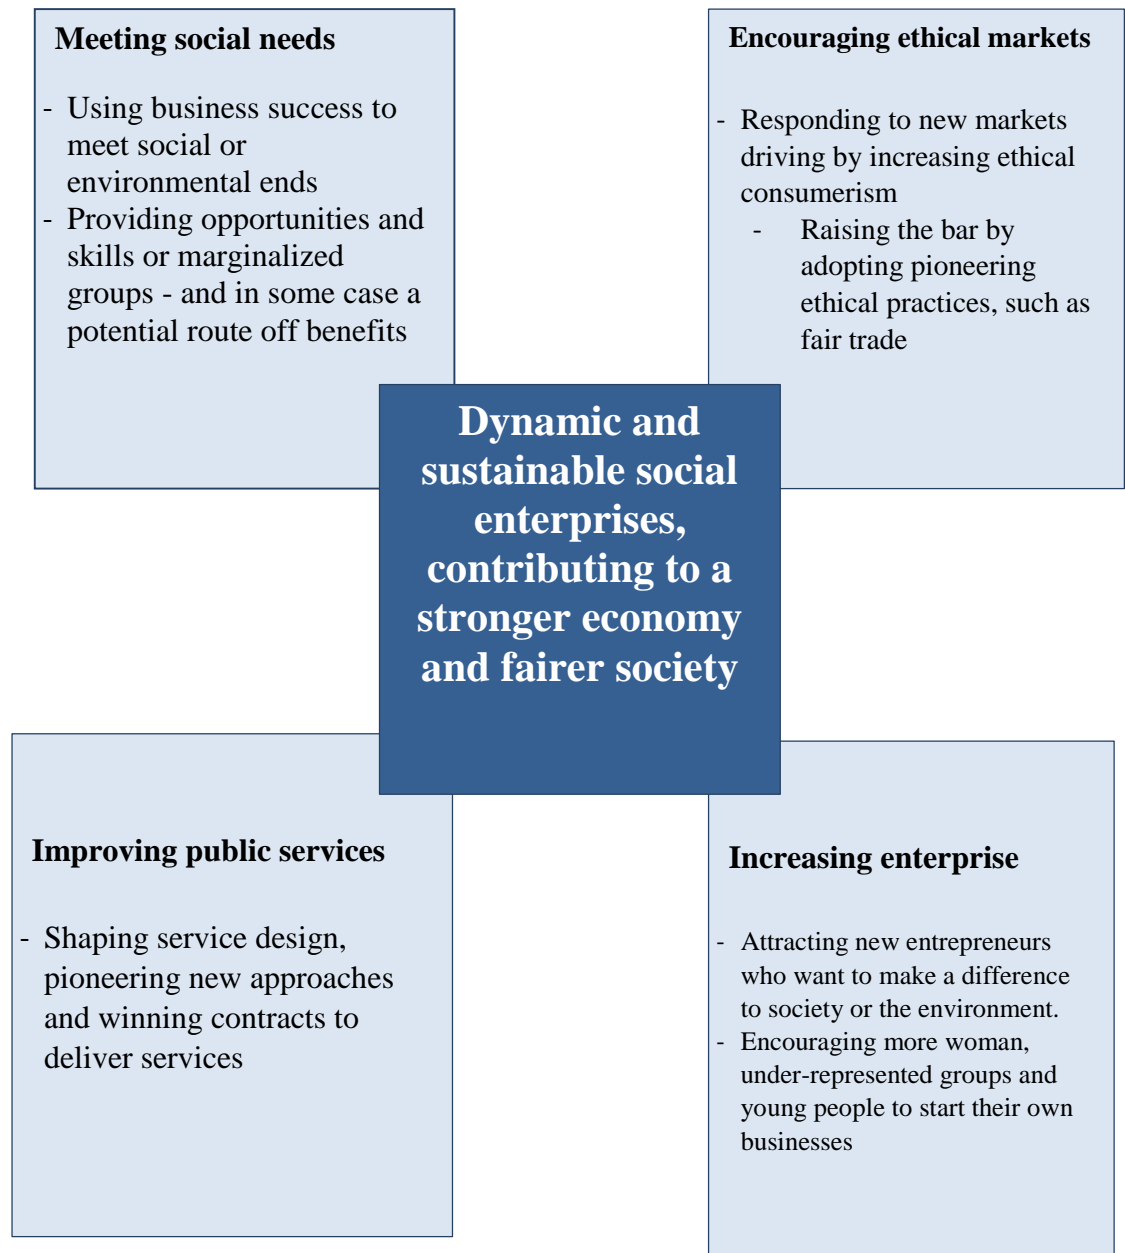 Meeting social needs
- Using business success to
meet social or
environmental ends
- Providing opportunities and
skills or marginalized
groups - and in some case a
potential route off benefits
Encouraging ethical markets
- Responding to new markets
driving by increasing ethical
consumerism
- Raising the bar by
adopting pioneering
ethical practices, such as
fair trade
Dynamic and
sustainable social
enterprises,
contributing to a
stronger economy
and fairer society
Improving public services
- Shaping service design,
pioneering new approaches
and winning contracts to
deliver services
Increasing enterprise
- Attracting new entrepreneurs
who want to make a difference
to society or the environment.
- Encouraging more woman,
under-represented groups and
young people to start their own
businesses